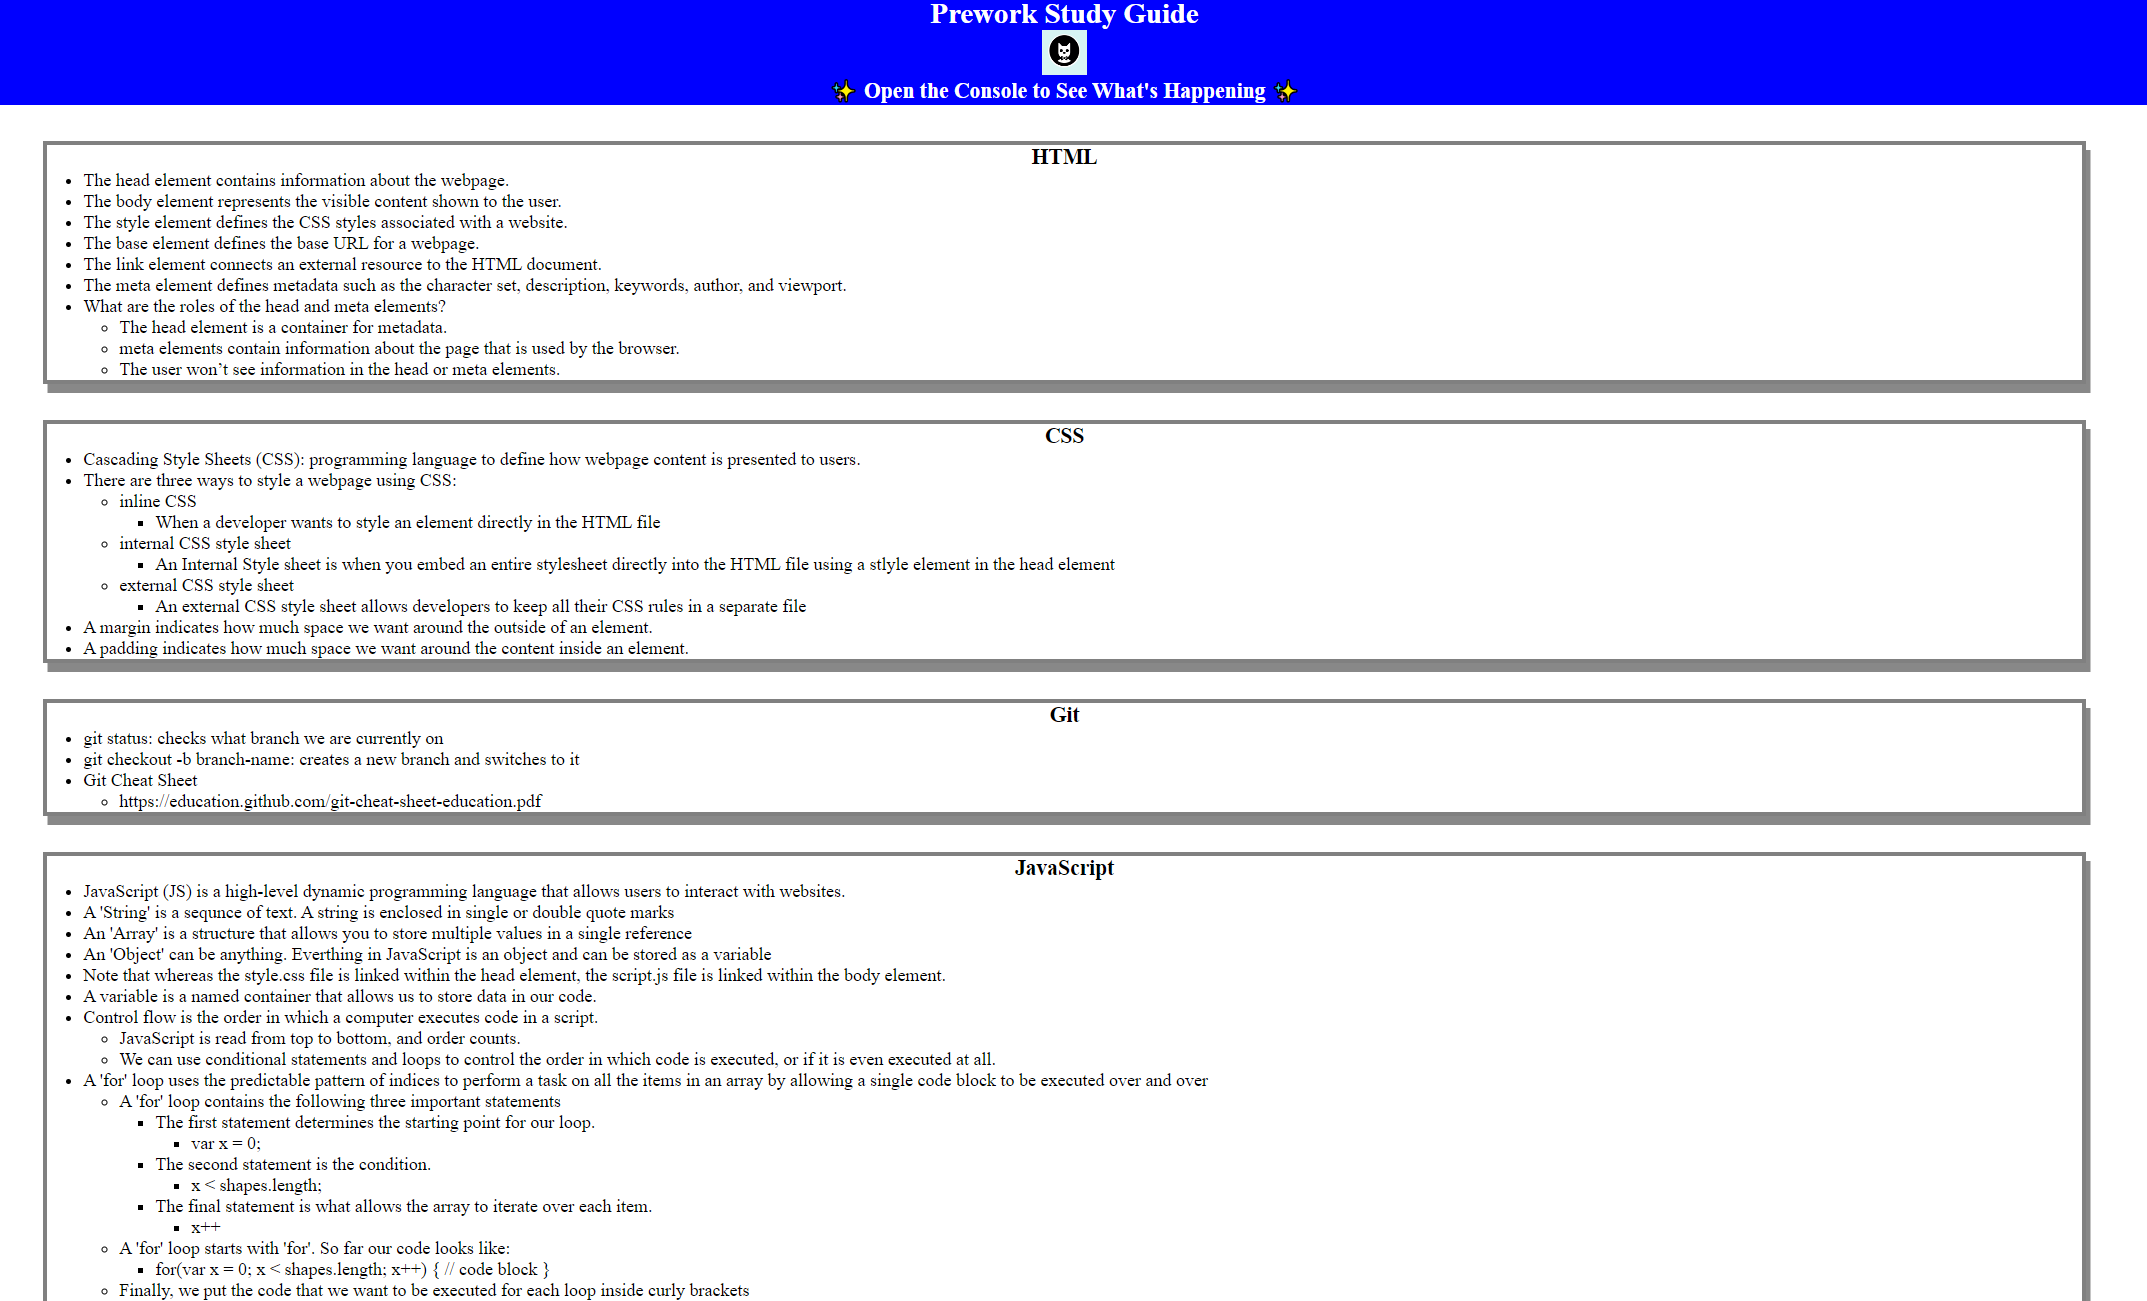 Prework Study Guide
✨ Open the Console to See What's Happening ✨
HTML
The head element contains information about the webpage.
The body element represents the visible content shown to the user.
The style element defines the CSS styles associated with a website.
The base element defines the base URL for a webpage.
The link element connects an external resource to the HTML document.
The meta element defines metadata such as the character set, description, keywords, author, and viewport.
What are the roles of the head and meta elements?
The head element is a container for metadata.
meta elements contain information about the page that is used by the browser.
The user won’t see information in the head or meta elements.
CSS
Cascading Style Sheets (CSS): programming language to define how webpage content is presented to users.
There are three ways to style a webpage using CSS:
inline CSS
When a developer wants to style an element directly in the HTML file
internal CSS style sheet
An Internal Style sheet is when you embed an entire stylesheet directly into the HTML file using a stlyle element in the head element
external CSS style sheet
An external CSS style sheet allows developers to keep all their CSS rules in a separate file
A margin indicates how much space we want around the outside of an element.
A padding indicates how much space we want around the content inside an element.
Git
git status: checks what branch we are currently on
git checkout -b branch-name: creates a new branch and switches to it
Git Cheat Sheet
https://education.github.com/git-cheat-sheet-education.pdf
JavaScript
JavaScript (JS) is a high-level dynamic programming language that allows users to interact with websites.
A 'String' is a sequnce of text. A string is enclosed in single or double quote marks
An 'Array' is a structure that allows you to store multiple values in a single reference
An 'Object' can be anything. Everthing in JavaScript is an object and can be stored as a variable
Note that whereas the style.css file is linked within the head element, the script.js file is linked within the body element.
A variable is a named container that allows us to store data in our code.
Control flow is the order in which a computer executes code in a script.
JavaScript is read from top to bottom, and order counts.
We can use conditional statements and loops to control the order in which code is executed, or if it is even executed at all.
A 'for' loop uses the predictable pattern of indices to perform a task on all the items in an array by allowing a single code block to be executed over and over
A 'for' loop contains the following three important statements
The first statement determines the starting point for our loop.
var x = 0;
The second statement is the condition.
x < shapes.length;
The final statement is what allows the array to iterate over each item.
x++
A 'for' loop starts with 'for'. So far our code looks like:
for(var x = 0; x < shapes.length; x++) { // code block }
Finally, we put the code that we want to be executed for each loop inside curly brackets